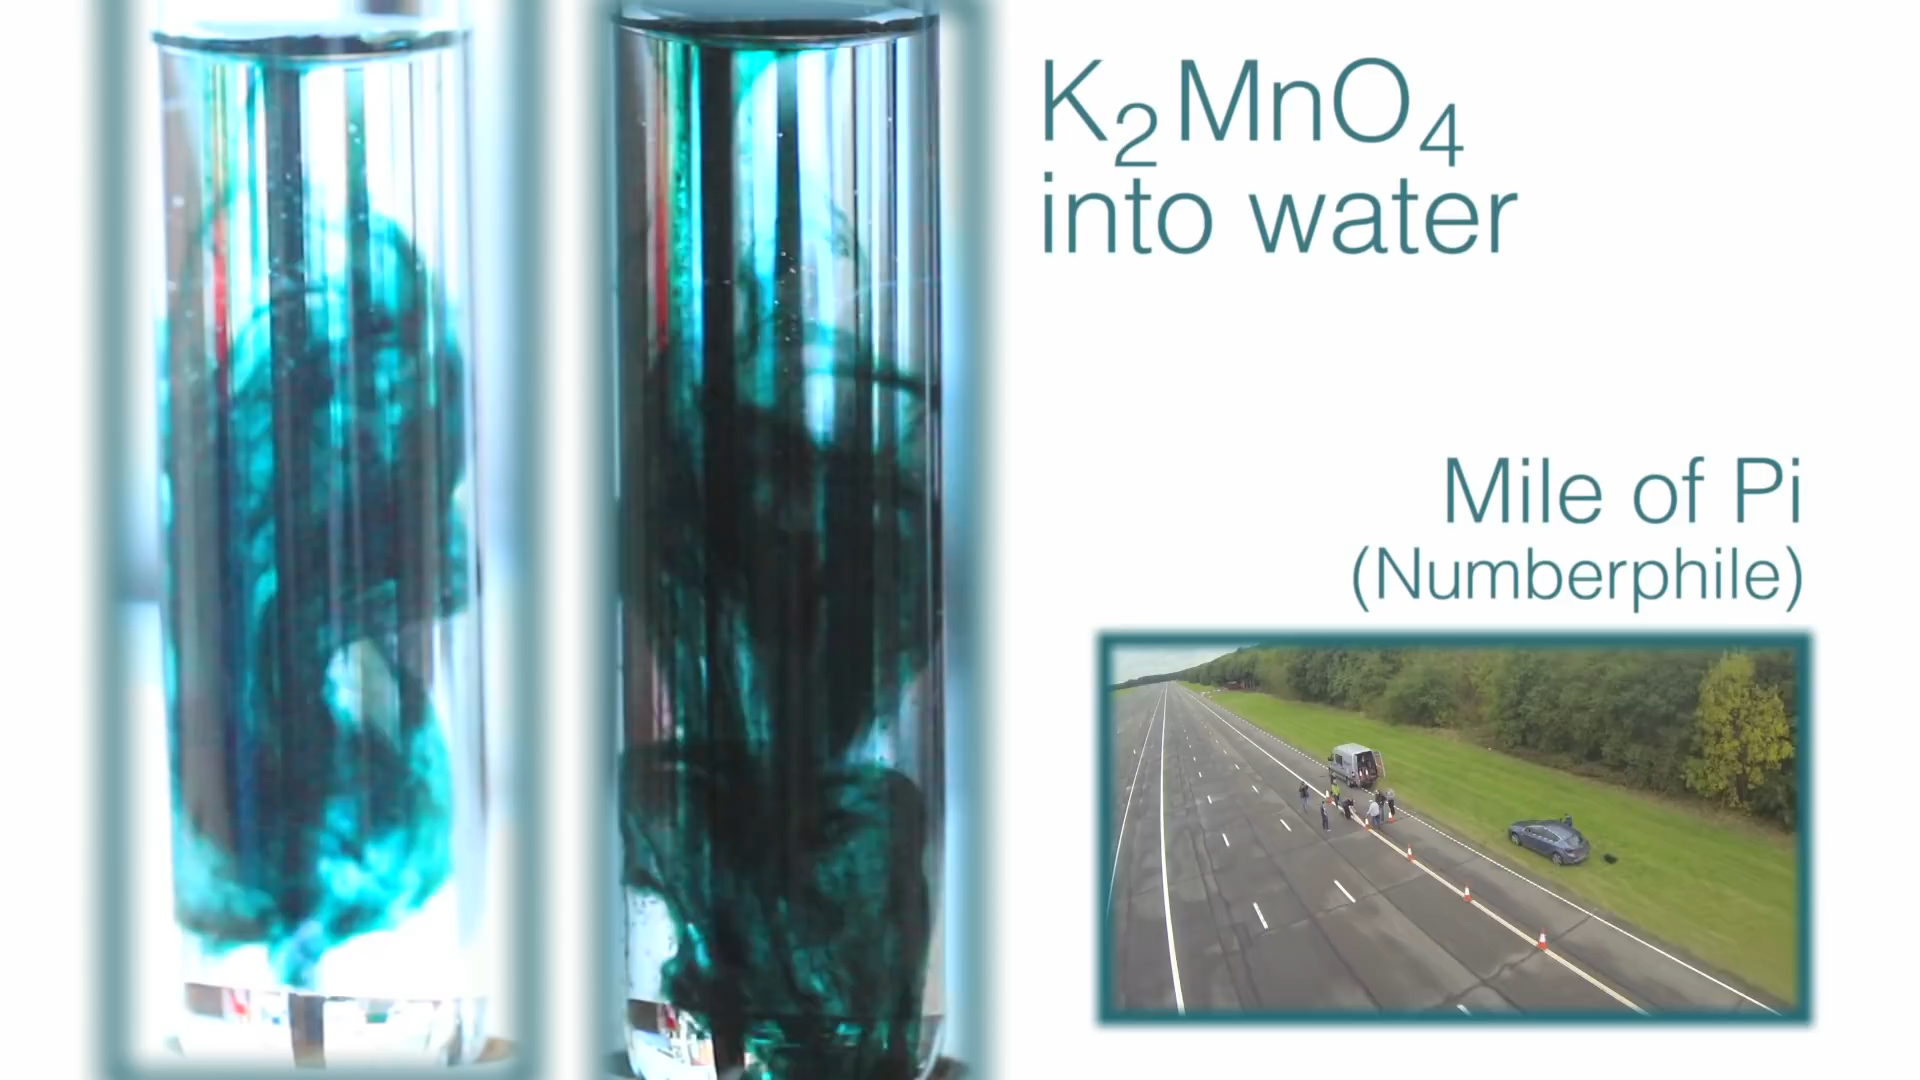 K₂MnO₄
into water
Mile of Pi
(Numberphile)